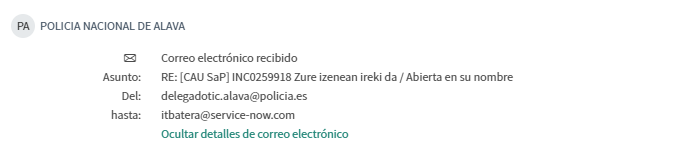 PA POLICIA NACIONAL DE ALAVA
Correo electrónico recibido
Asunto: RE: [CAU SaP] INC0259918 Zure izenean ireki da / Abierta en su nombre
Del: delegadotic.alava@policia.es
hasta: itbatera@service-now.com
Ocultar detalles de correo electrónico